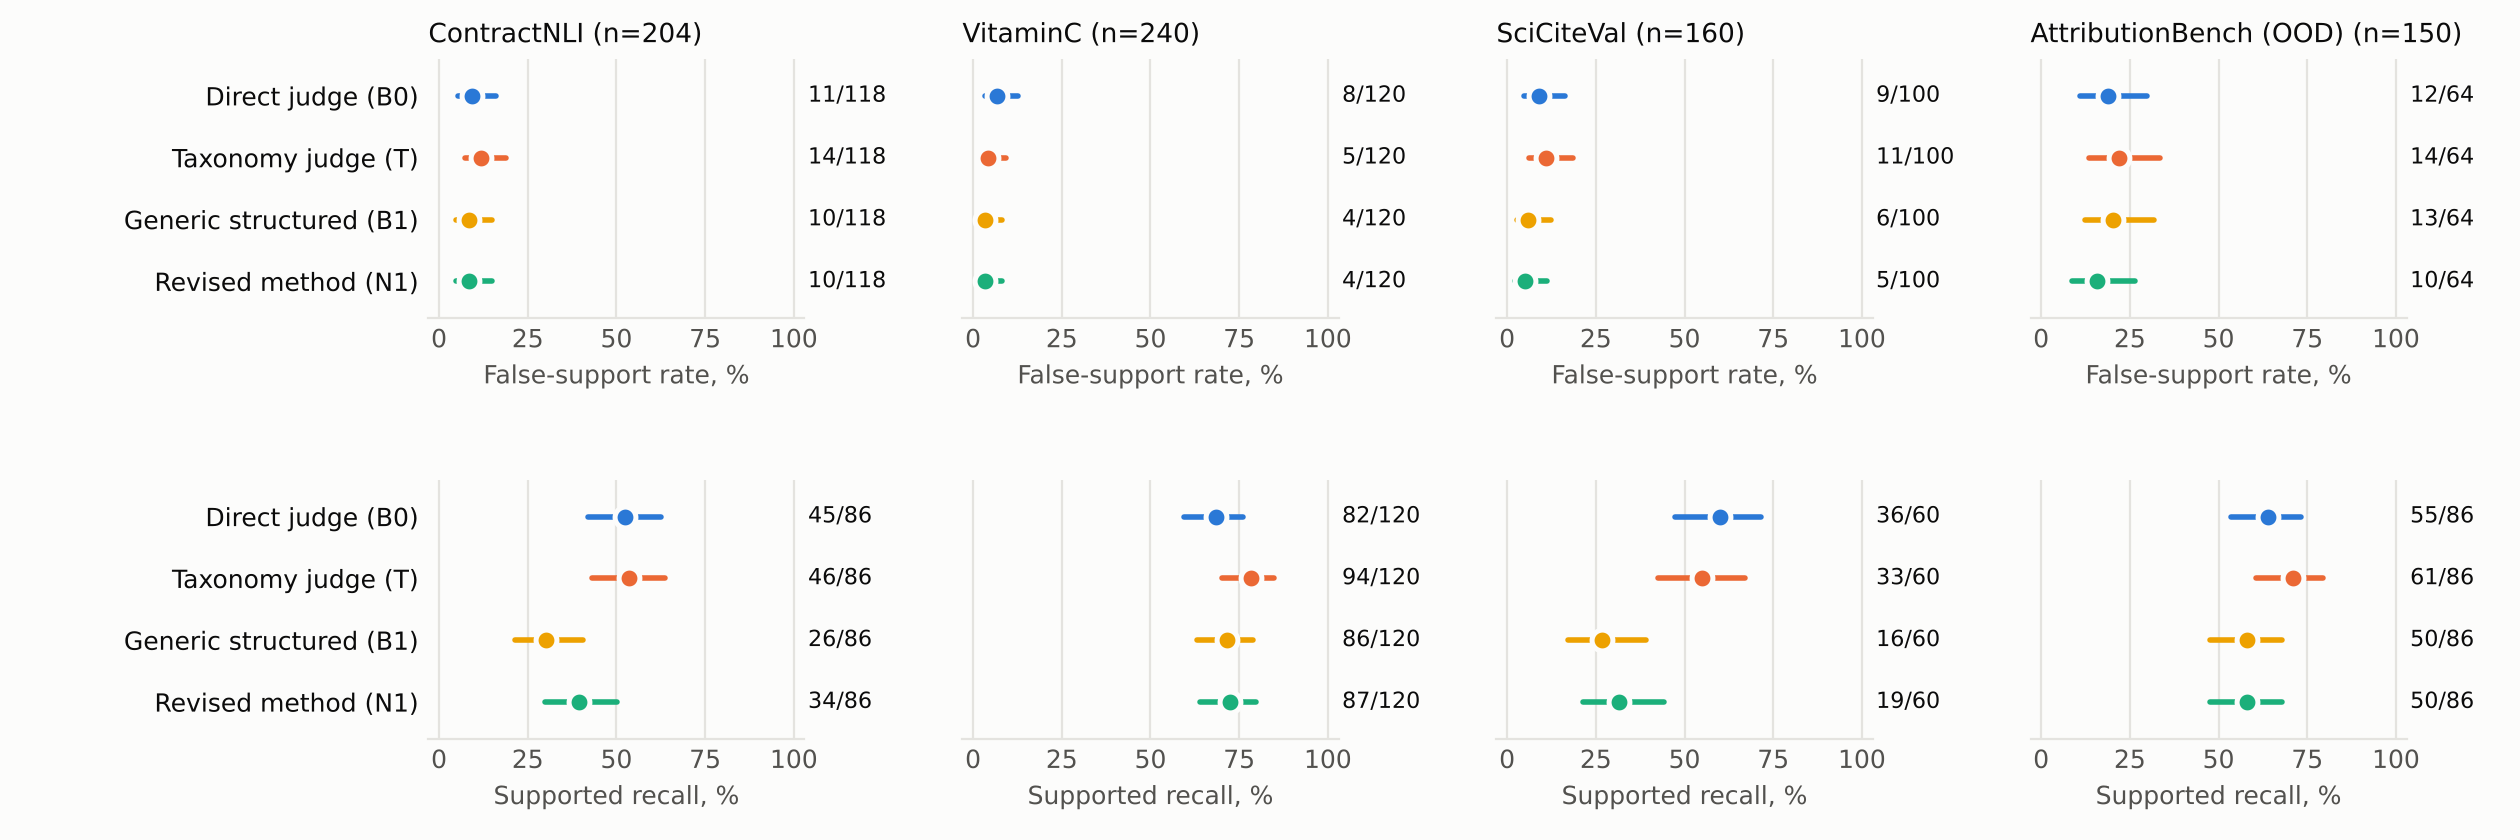 ContractNLI (n=204)
VitaminC (n=240)
SciCiteVal (n=160)
AttributionBench (OOD) (n=150)
Direct judge (B0)
11/118
8/120
9/100
12/64
Taxonomy judge (T)
14/118
5/120
11/100
14/64
Generic structured (B1)
10/118
4/120
6/100
13/64
Revised method (N1)
10/118
4/120
5/100
10/64
0 25 50 75 100
0 25 50 75 100
0 25 50 75 100
0 25 50 75 100
False-support rate, %
False-support rate, %
False-support rate, %
False-support rate, %
Direct judge (B0)
45/86
82/120
36/60
55/86
Taxonomy judge (T)
46/86
94/120
33/60
61/86
Generic structured (B1)
26/86
86/120
16/60
50/86
Revised method (N1)
34/86
87/120
19/60
50/86
0 25 50 75 100
0 25 50 75 100
0 25 50 75 100
0 25 50 75 100
Supported recall, %
Supported recall, %
Supported recall, %
Supported recall, %